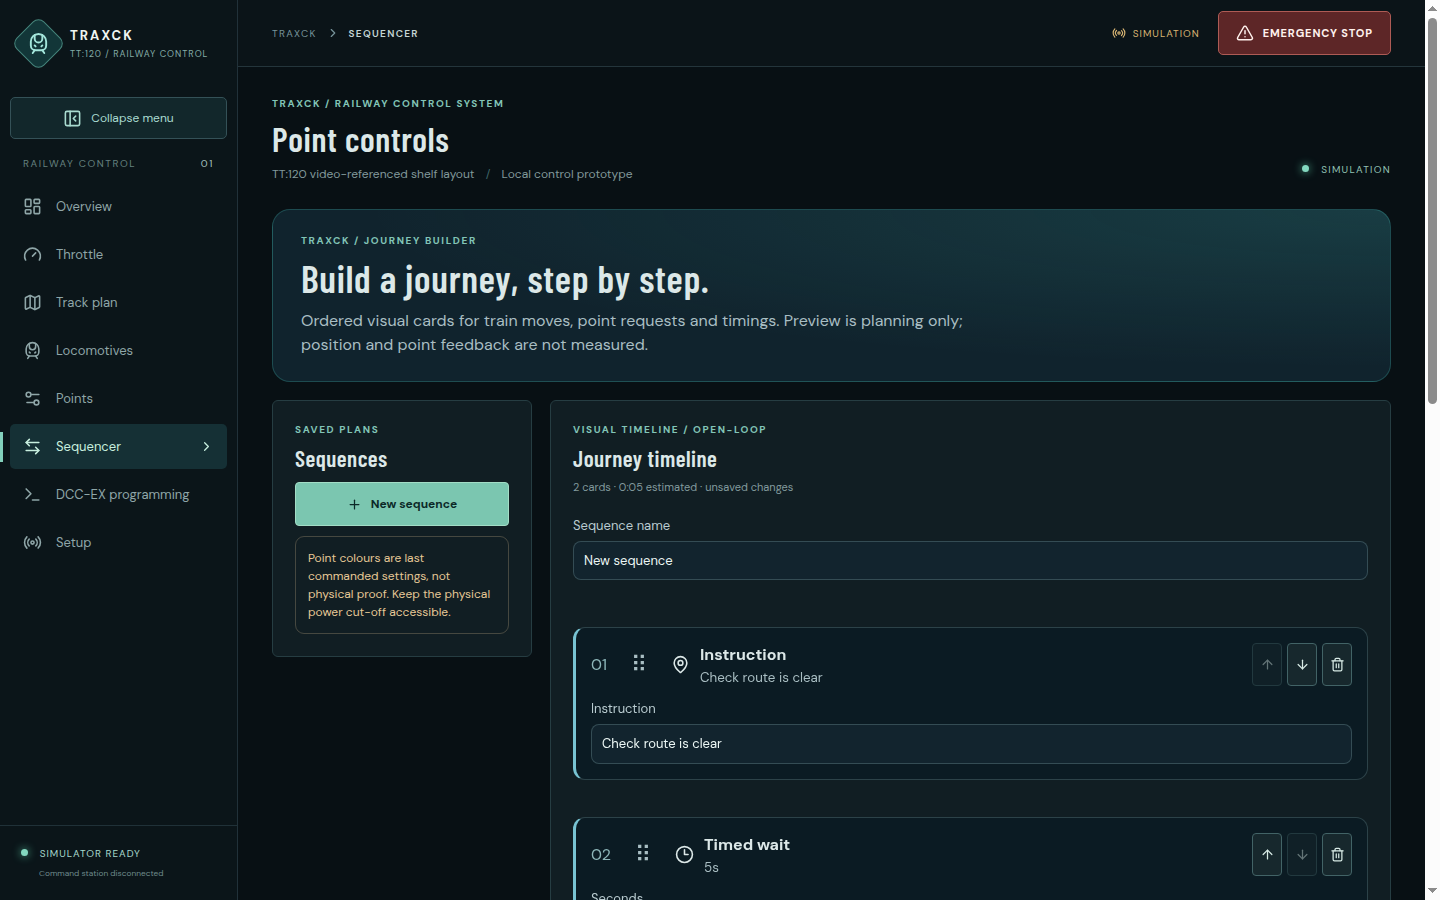 TRAXCK
TT:120 / RAILWAY CONTROL
Collapse menu
RAILWAY CONTROL 01
Overview
Throttle
Track plan
Locomotives
Points
Sequencer
DCC-EX programming
Setup
SIMULATOR READY
Command station disconnected
TRAXCK > SEQUENCER
SIMULATION
EMERGENCY STOP
TRAXCK / RAILWAY CONTROL SYSTEM
Point controls
TT:120 video-referenced shelf layout / Local control prototype
SIMULATION
TRAXCK / JOURNEY BUILDER
Build a journey, step by step.
Ordered visual cards for train moves, point requests and timings. Preview is planning only;
position and point feedback are not measured.
SAVED PLANS
Sequences
+ New sequence
Point colours are last
commanded settings, not
physical proof. Keep the physical
power cut-off accessible.
VISUAL TIMELINE / OPEN-LOOP
Journey timeline
2 cards · 0:05 estimated · unsaved changes
Sequence name
New sequence
01
Instruction
Check route is clear
Instruction
Check route is clear
02
Timed wait
5s
Seconds